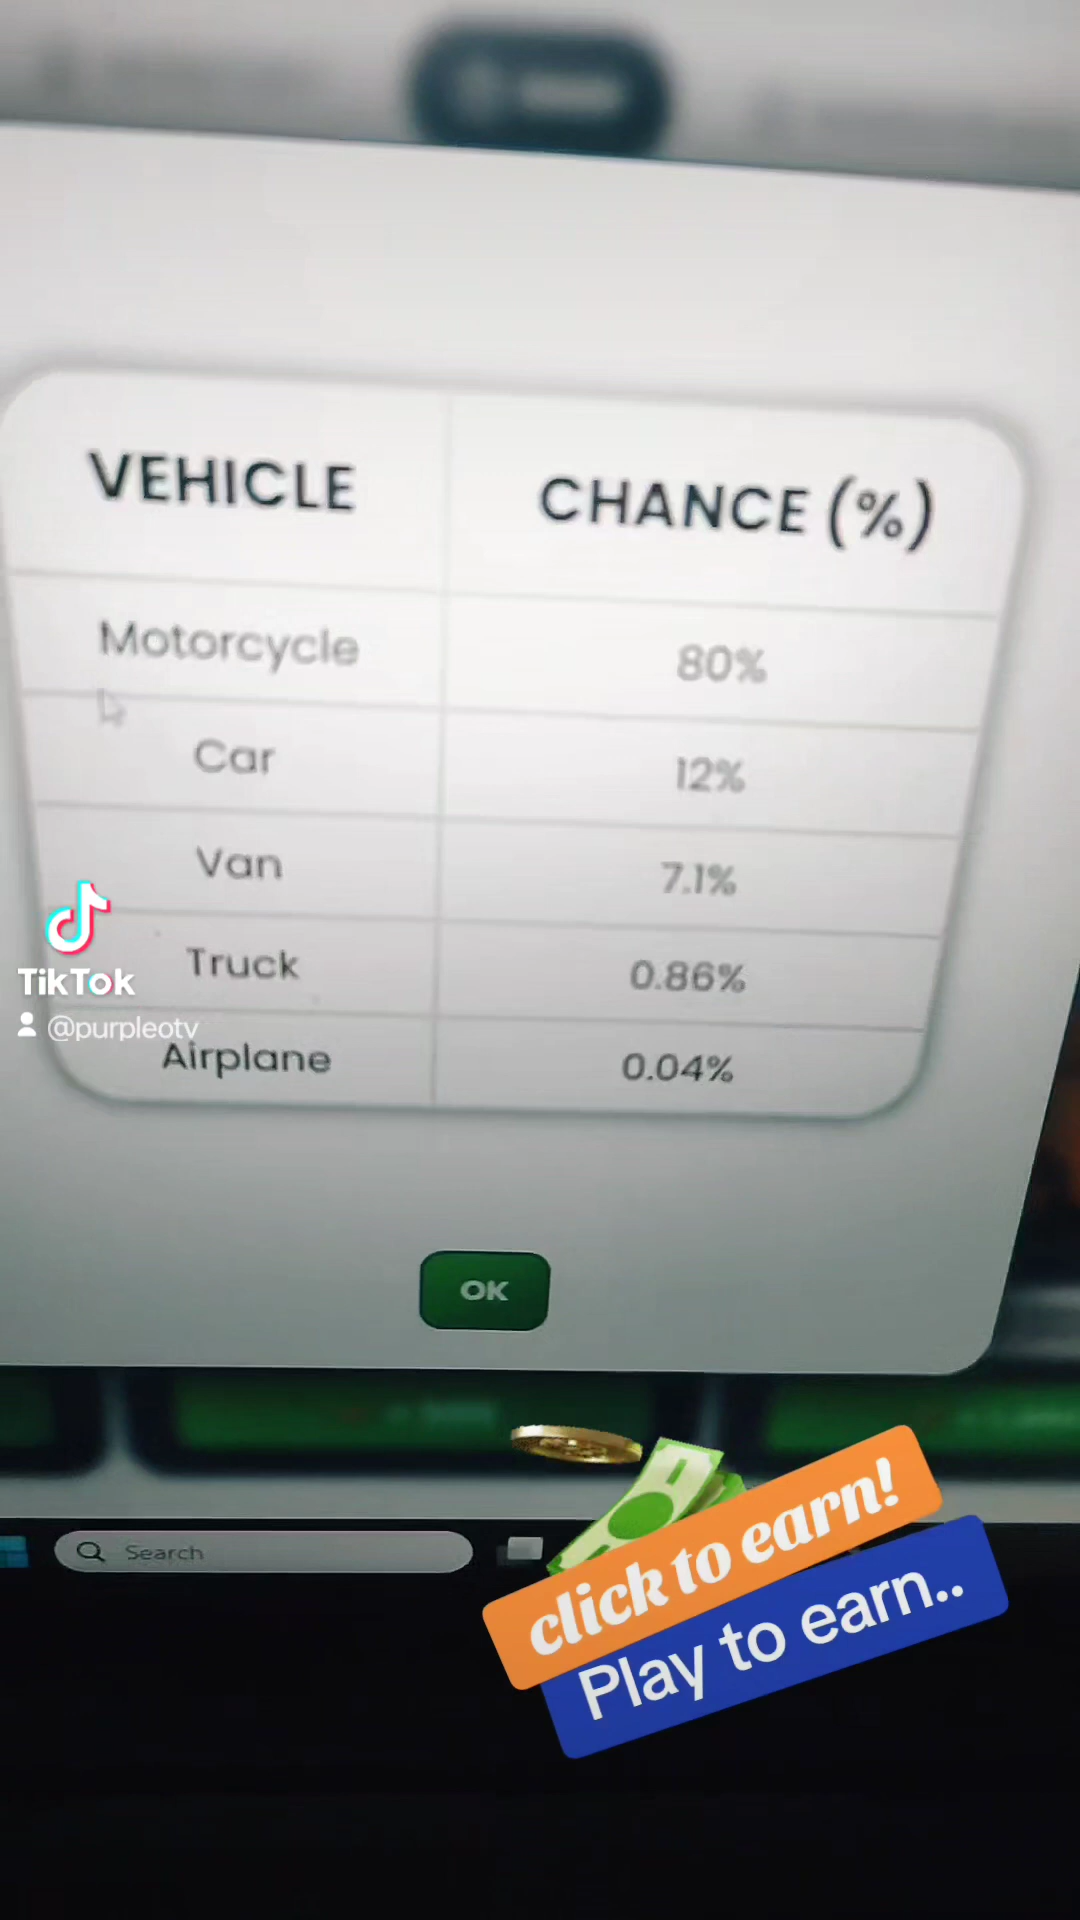 VEHICLE CHANCE (%)
Motorcycle 80%
Car 12%
Van 7.1%
Truck 0.86%
Airplane 0.04%
TikTok
@purpleotv
OK
Search
click to earn!
Play to earn..